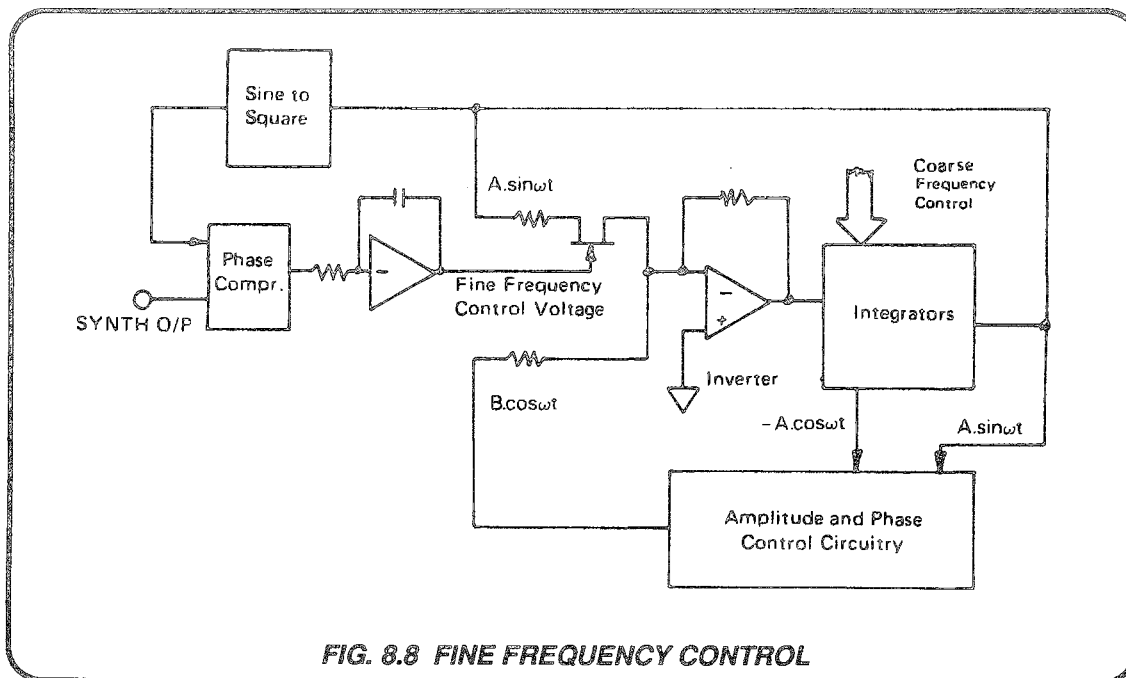 Sine to
Square
A.sinωt
Coarse
Frequency
Control
Phase
Compr.
−
Fine Frequency
Control Voltage
SYNTH O/P
−
+
Integrators
Inverter
B.cosωt
−A.cosωt
A.sinωt
Amplitude and Phase
Control Circuitry
FIG. 8.8 FINE FREQUENCY CONTROL